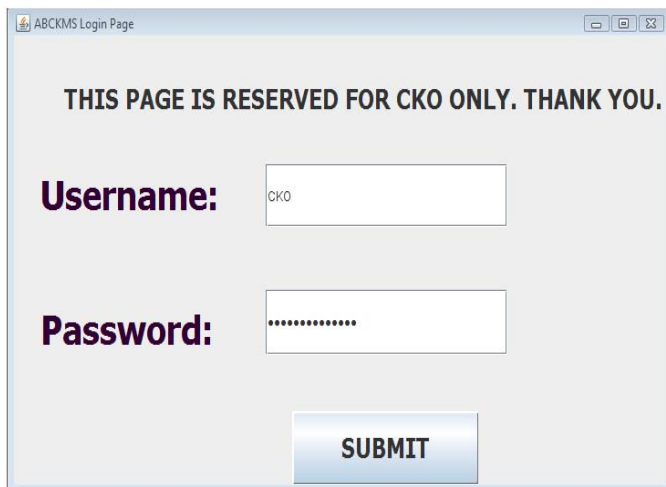 ABCKMS Login Page
THIS PAGE IS RESERVED FOR CKO ONLY. THANK YOU.
Username:
CKO
Password:
••••••••••••••
SUBMIT